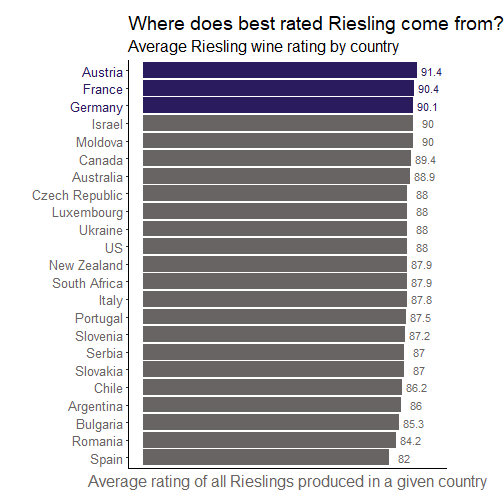 Where does best rated Riesling come from?
Average Riesling wine rating by country
Austria 91.4
France 90.4
Germany 90.1
Israel 90
Moldova 90
Canada 89.4
Australia 88.9
Czech Republic 88
Luxembourg 88
Ukraine 88
US 88
New Zealand 87.9
South Africa 87.9
Italy 87.8
Portugal 87.5
Slovenia 87.2
Serbia 87
Slovakia 87
Chile 86.2
Argentina 86
Bulgaria 85.3
Romania 84.2
Spain 82
Average rating of all Rieslings produced in a given country